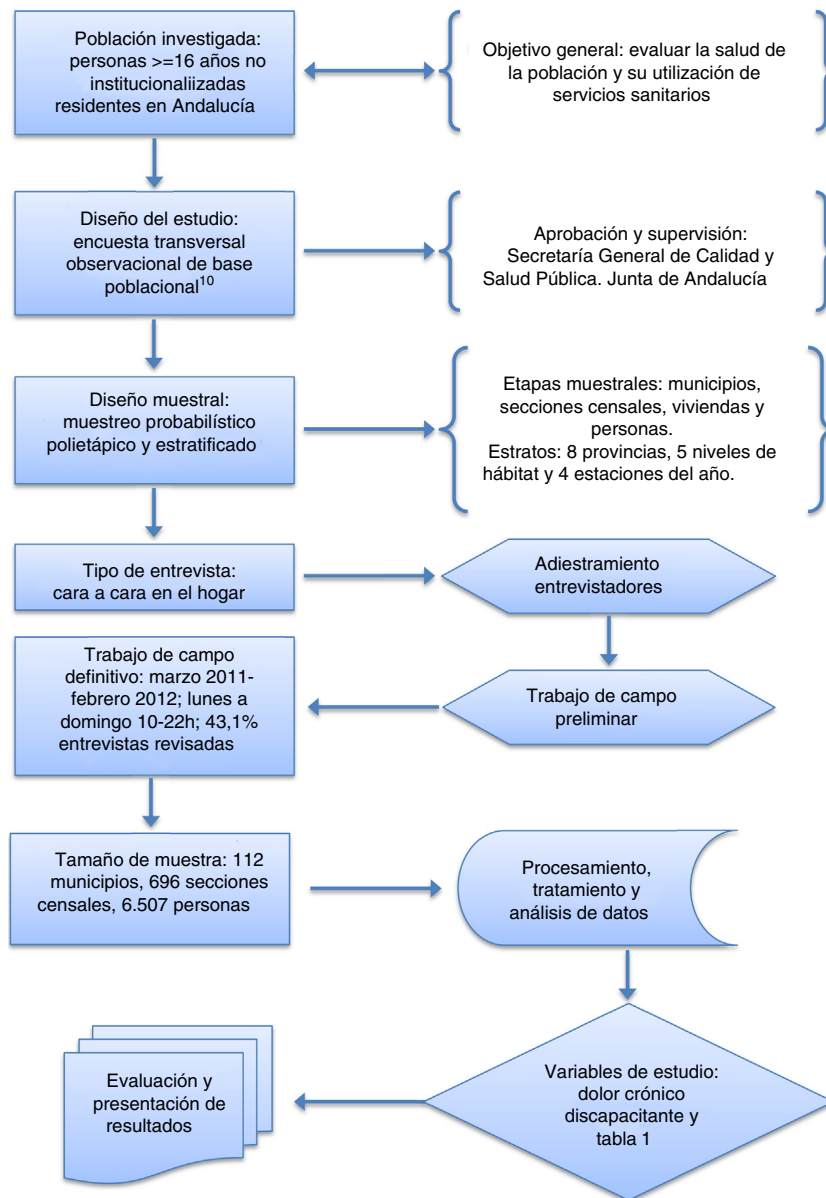 Población investigada:
personas >=16 años no
institucionaliizadas
residentes en Andalucía
Objetivo general: evaluar la salud de
la población y su utilización de
servicios sanitarios
Diseño del estudio:
encuesta transversal
observacional de base
poblacional10
Aprobación y supervisión:
Secretaría General de Calidad y
Salud Pública. Junta de Andalucía
Diseño muestral:
muestreo probabilístico
polietápico y estratificado
Etapas muestrales: municipios,
secciones censales, viviendas y
personas.
Estratos: 8 provincias, 5 niveles de
hábitat y 4 estaciones del año.
Tipo de entrevista:
cara a cara en el hogar
Adiestramiento
entrevistadores
Trabajo de campo
preliminar
Trabajo de campo
definitivo: marzo 2011-
febrero 2012; lunes a
domingo 10-22h; 43,1%
entrevistas revisadas
Tamaño de muestra: 112
municipios, 696 secciones
censales, 6.507 personas
Procesamiento,
tratamiento y
análisis de datos
Variables de estudio:
dolor crónico
discapacitante y
tabla 1
Evaluación y
presentación de
resultados